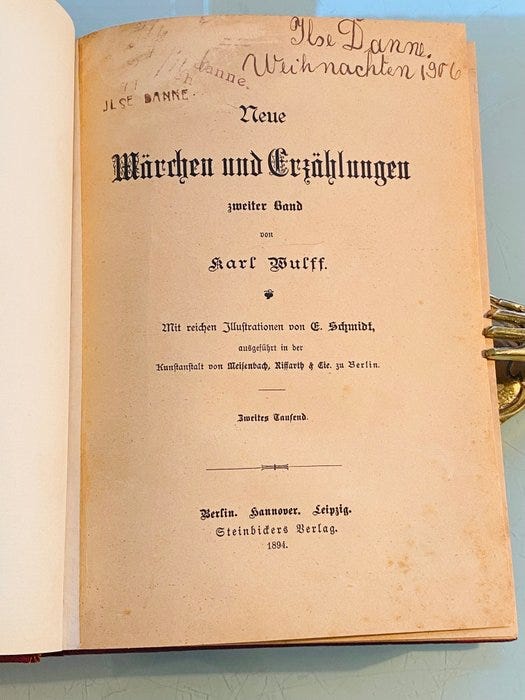 Ilse Danne.
Weihnachten 1906
Danne.
ILSE DANNE.
Neue
Märchen und Erzählungen
zweiter Band
von
Karl Wulff.
Mit reichen Illustrationen von E. Schmidt,
ausgeführt in der
Kunstanstalt von Meisenbach, Riffarth & Cie. zu Berlin.
Zweites Tausend.
Berlin. Hannover. Leipzig.
Steinbickers Verlag.
1894.